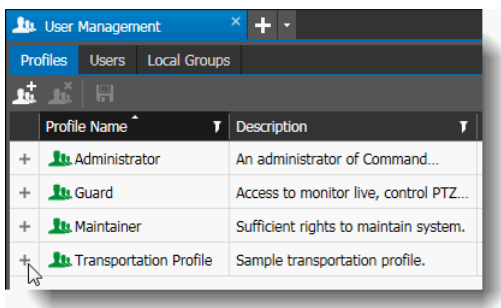 User Management
Profiles Users Local Groups
Profile Name Description
Administrator An administrator of Command...
Guard Access to monitor live, control PTZ...
Maintainer Sufficient rights to maintain system.
Transportation Profile Sample transportation profile.